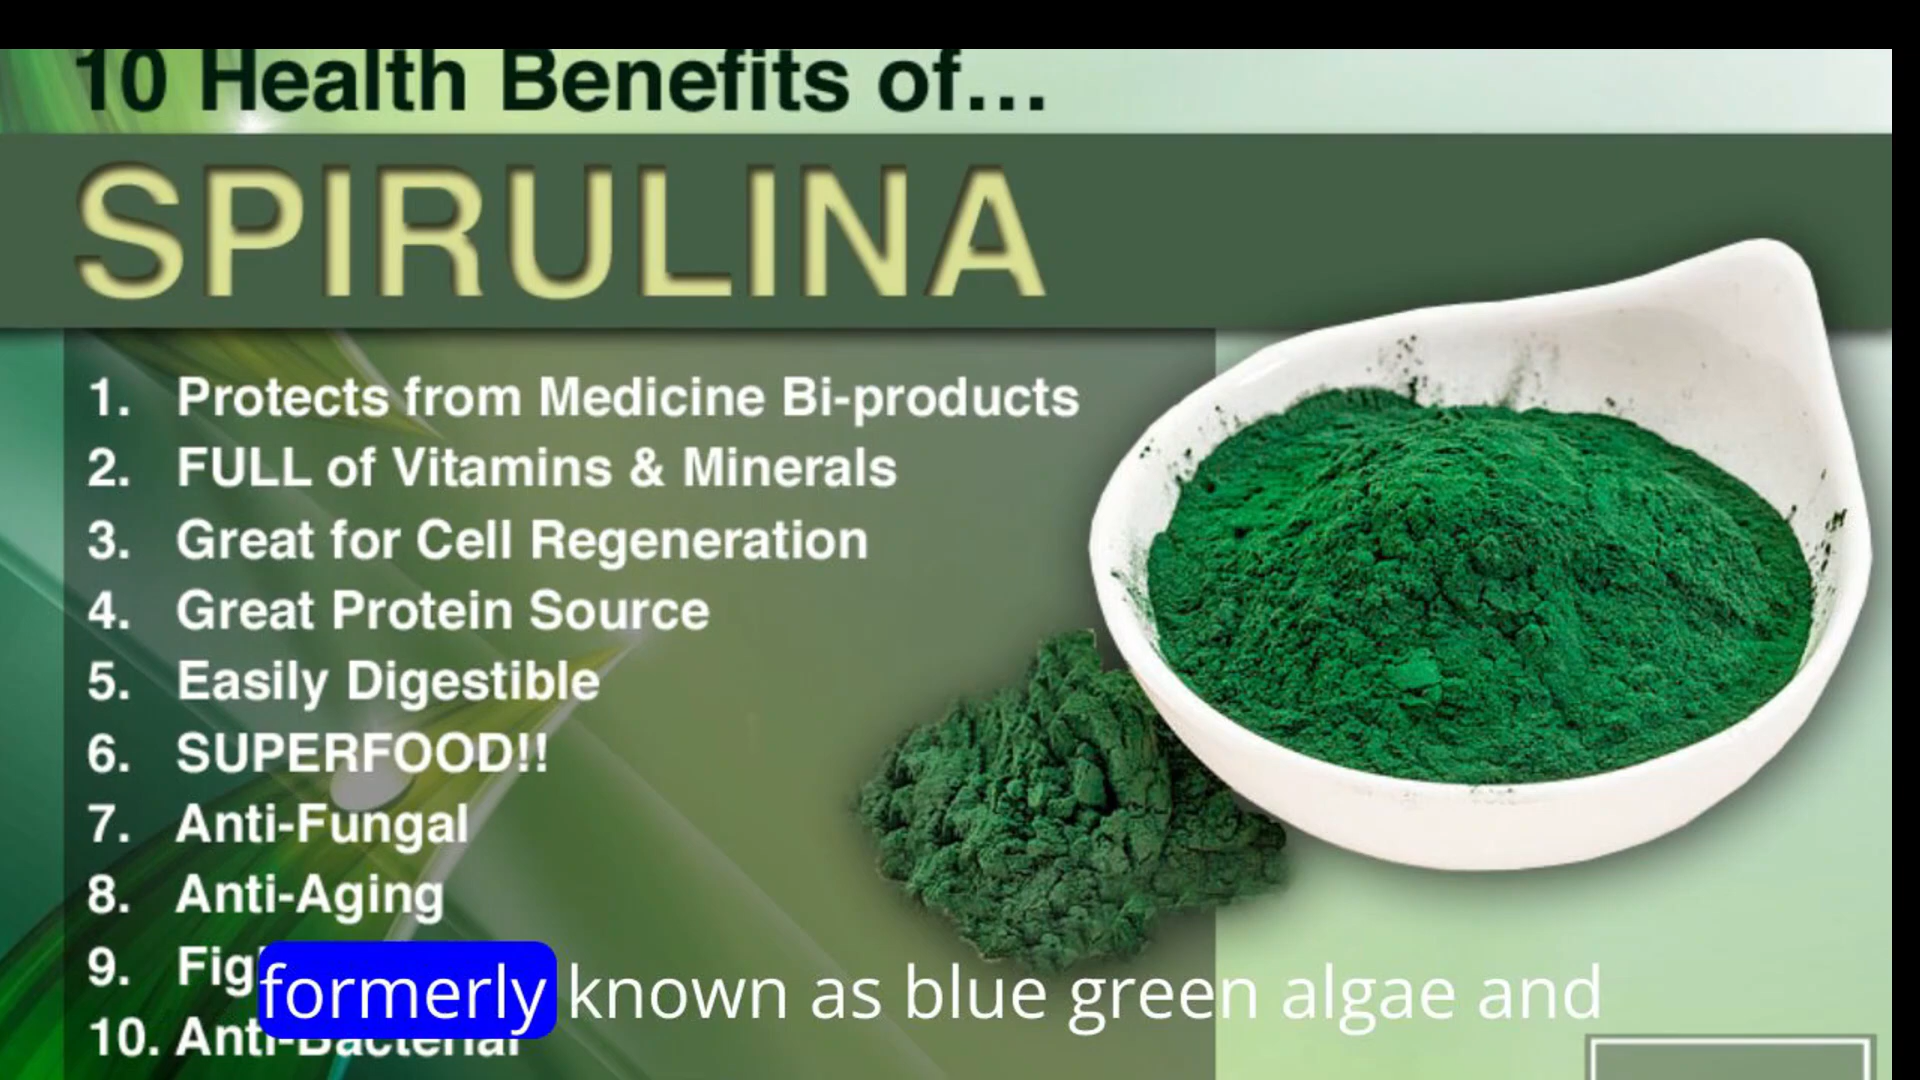 10 Health Benefits of...
SPIRULINA
1. Protects from Medicine Bi-products
2. FULL of Vitamins & Minerals
3. Great for Cell Regeneration
4. Great Protein Source
5. Easily Digestible
6. SUPERFOOD!!
7. Anti-Fungal
8. Anti-Aging
9.
formerly known as blue green algae and
10. Anti-Bacterial